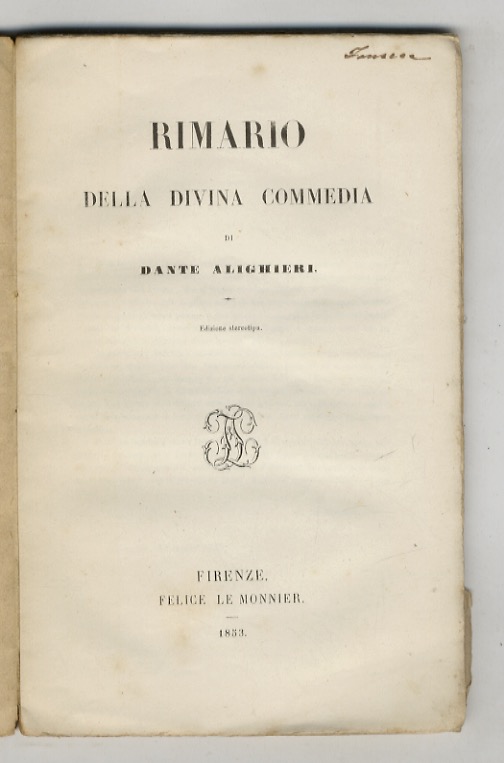 RIMARIO
DELLA DIVINA COMMEDIA
DI
DANTE ALIGHIERI.
Edizione stereotipa.
FIRENZE.
FELICE LE MONNIER.
1853.